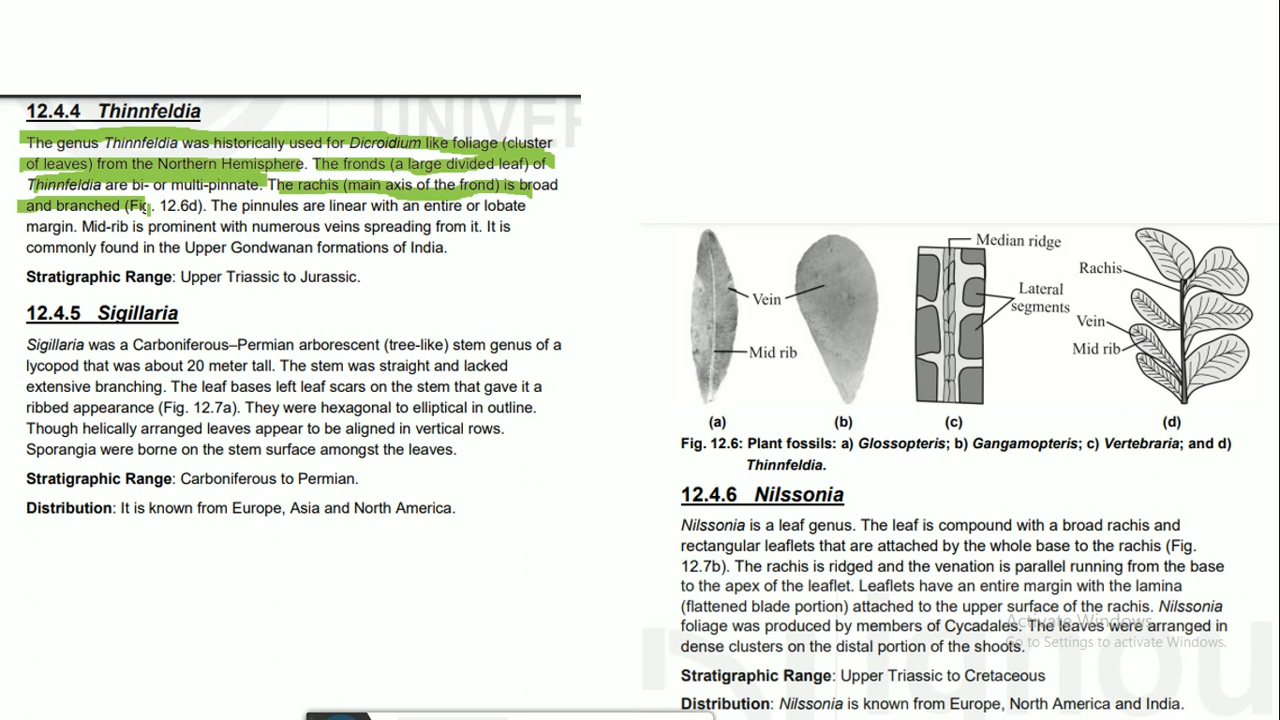 UNIVER
12.4.4 Thinnfeldia
The genus Thinnfeldia was historically used for Dicroidium like foliage (cluster
of leaves) from the Northern Hemisphere. The fronds (a large divided leaf) of
Thinnfeldia are bi- or multi-pinnate. The rachis (main axis of the frond) is broad
and branched (Fig. 12.6d). The pinnules are linear with an entire or lobate
margin. Mid-rib is prominent with numerous veins spreading from it. It is
commonly found in the Upper Gondwanan formations of India.
Stratigraphic Range: Upper Triassic to Jurassic.
12.4.5 Sigillaria
Sigillaria was a Carboniferous–Permian arborescent (tree-like) stem genus of a
lycopod that was about 20 meter tall. The stem was straight and lacked
extensive branching. The leaf bases left leaf scars on the stem that gave it a
ribbed appearance (Fig. 12.7a). They were hexagonal to elliptical in outline.
Though helically arranged leaves appear to be aligned in vertical rows.
Sporangia were borne on the stem surface amongst the leaves.
Stratigraphic Range: Carboniferous to Permian.
Distribution: It is known from Europe, Asia and North America.
Median ridge
Rachis
Lateral
segments
Vein
Vein
Mid rib
Mid rib
(a) (b) (c) (d)
Fig. 12.6: Plant fossils: a) Glossopteris; b) Gangamopteris; c) Vertebraria; and d)
Thinnfeldia.
12.4.6 Nilssonia
Nilssonia is a leaf genus. The leaf is compound with a broad rachis and
rectangular leaflets that are attached by the whole base to the rachis (Fig.
12.7b). The rachis is ridged and the venation is parallel running from the base
to the apex of the leaflet. Leaflets have an entire margin with the lamina
(flattened blade portion) attached to the upper surface of the rachis. Nilssonia
foliage was produced by members of Cycadales. The leaves were arranged in
dense clusters on the distal portion of the shoots.
Activate Windows
Go to Settings to activate Windows.
Stratigraphic Range: Upper Triassic to Cretaceous
Distribution: Nilssonia is known from Europe, North America and India.